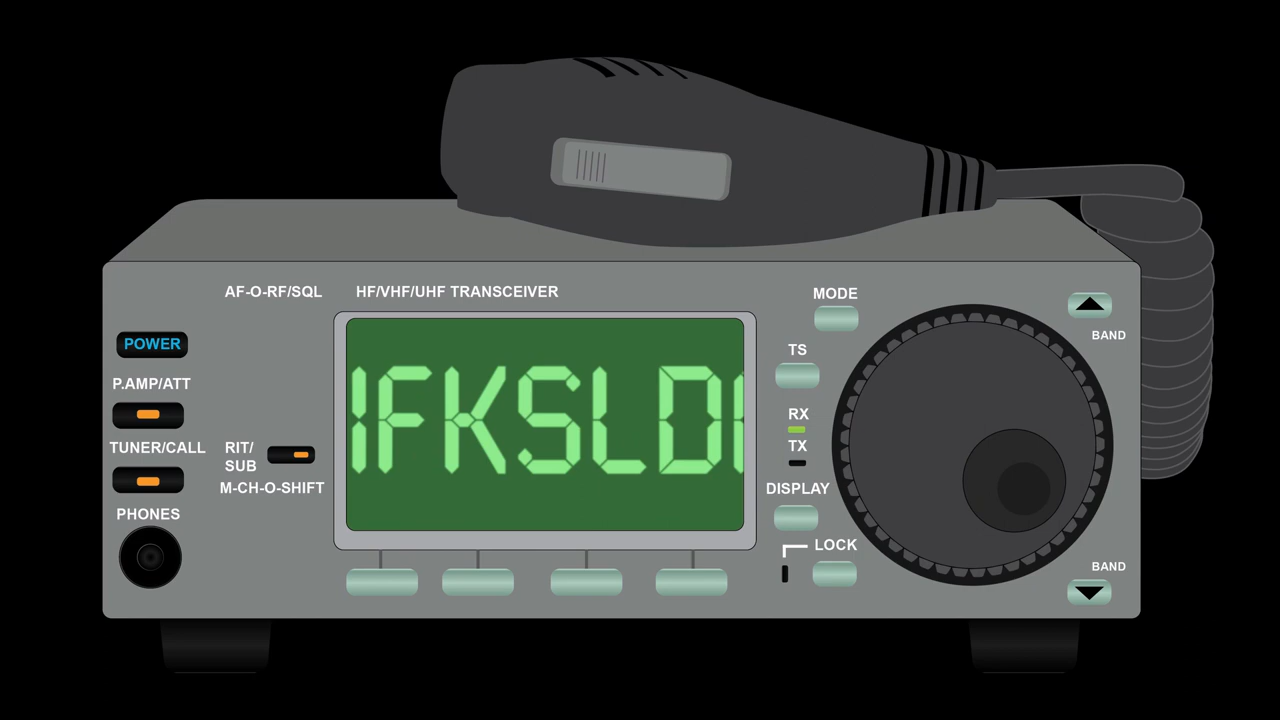 AF-O-RF/SQL
HF/VHF/UHF TRANSCEIVER
MODE
POWER
BAND
TS
P.AMP/ATT
FKSLD
RX
TUNER/CALL
RIT/
SUB
TX
M-CH-O-SHIFT
DISPLAY
PHONES
LOCK
BAND